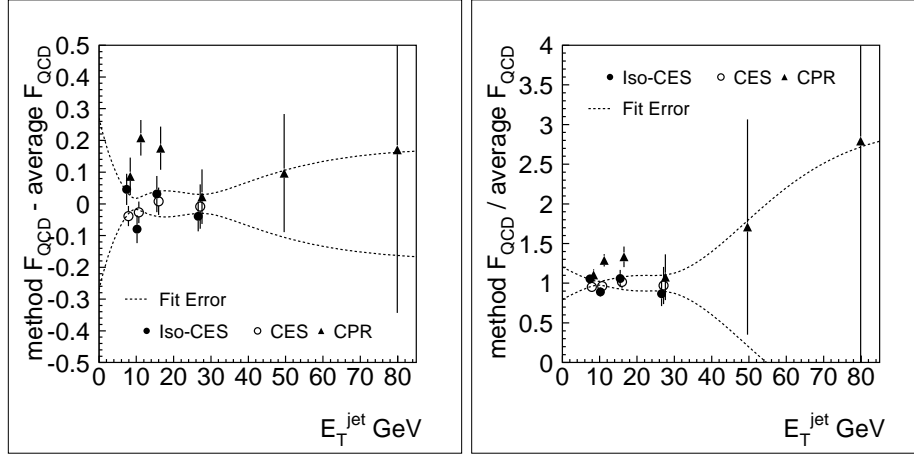 method F_QCD - average F_QCD
0.5
0.4
0.3
0.2
0.1
0
-0.1
-0.2
-0.3
-0.4
-0.5
Fit Error
Iso-CES CES CPR
0 10 20 30 40 50 60 70 80
E_T^jet GeV
method F_QCD / average F_QCD
4
3.5
3
2.5
2
1.5
1
0.5
0
Iso-CES CES CPR
Fit Error
0 10 20 30 40 50 60 70 80
E_T^jet GeV